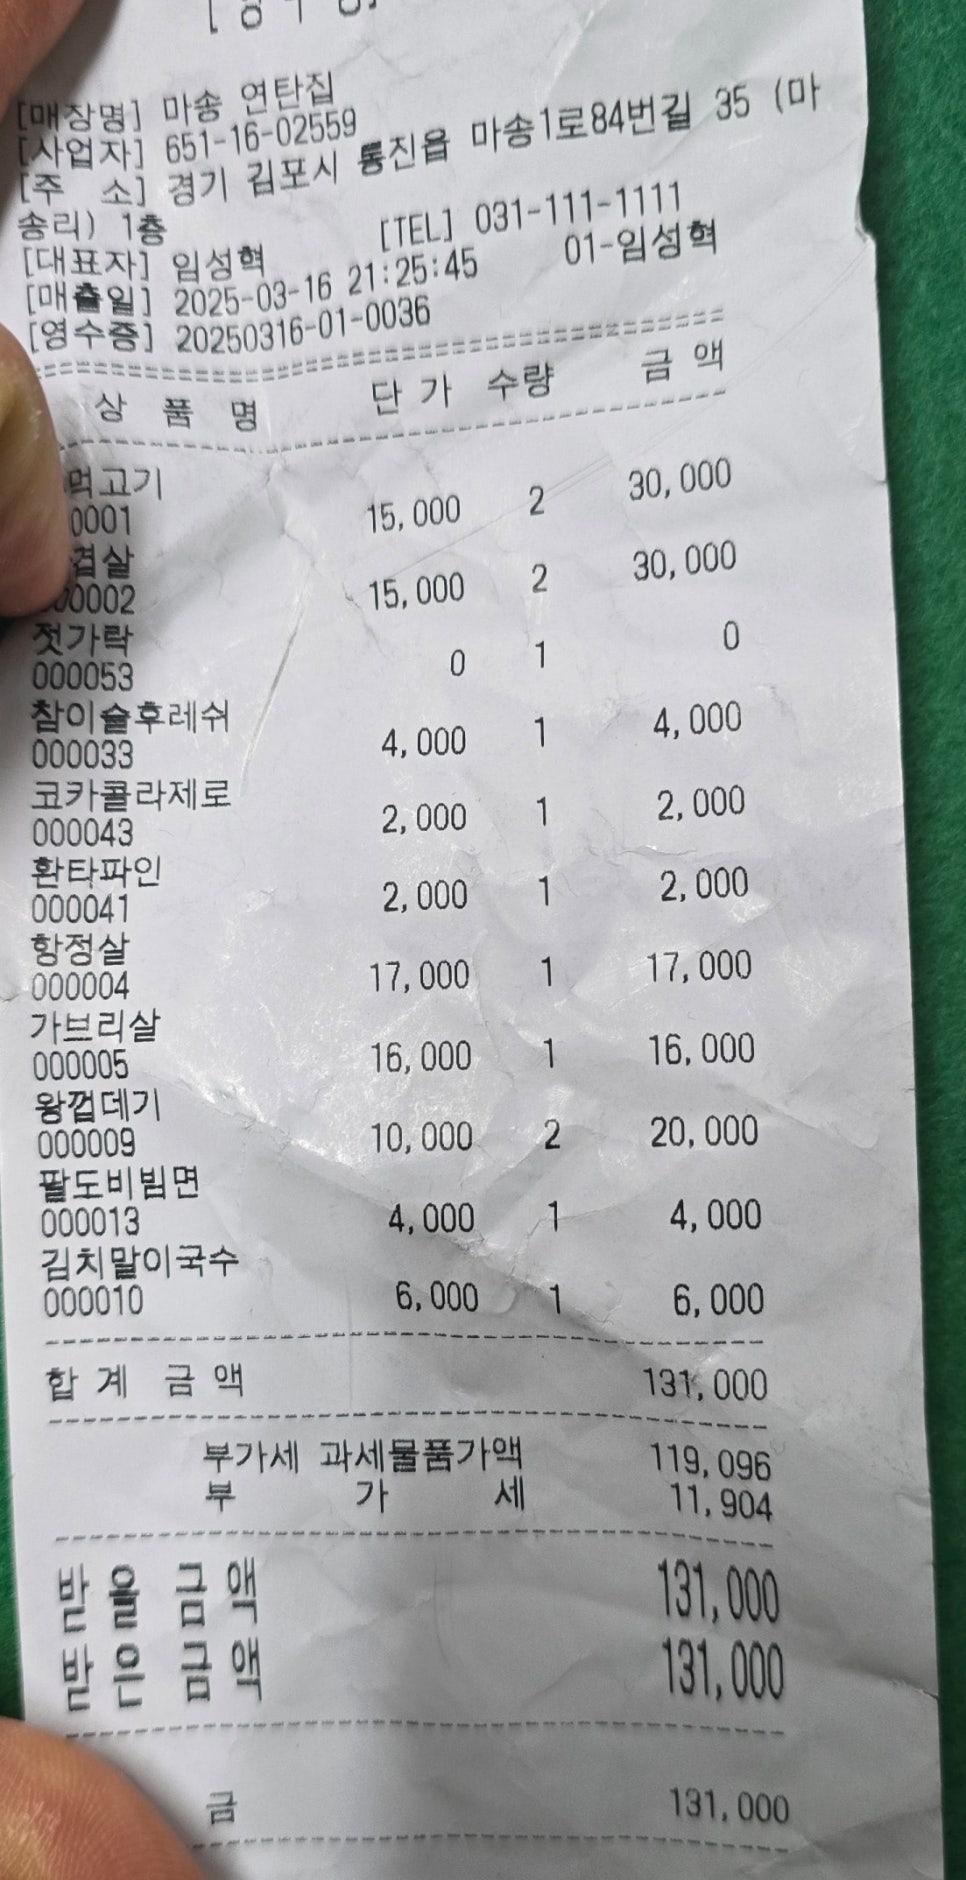 [매장명] 마송 연탄집
[사업자] 651-16-02559
[주 소] 경기 김포시 통진읍 마송1로84번길 35 (마
송리) 1층 [TEL] 031-111-1111
[대표자] 임성혁 01-임성혁
[매출일] 2025-03-16 21:25:45
[영수증] 20250316-01-0036
상 품 명 단 가 수량 금 액
먹고기
0001 15,000 2 30,000
겹살
00002 15,000 2 30,000
젓가락
000053 0 1 0
참이슬후레쉬
000033 4,000 1 4,000
코카콜라제로
000043 2,000 1 2,000
환타파인
000041 2,000 1 2,000
항정살
000004 17,000 1 17,000
가브리살
000005 16,000 1 16,000
왕껍데기
000009 10,000 2 20,000
팔도비빔면
000013 4,000 1 4,000
김치말이국수
000010 6,000 1 6,000
합 계 금 액 131,000
부가세 과세물품가액 119,096
부 가 세 11,904
받 을 금 액 131,000
받 은 금 액 131,000
금 131,000